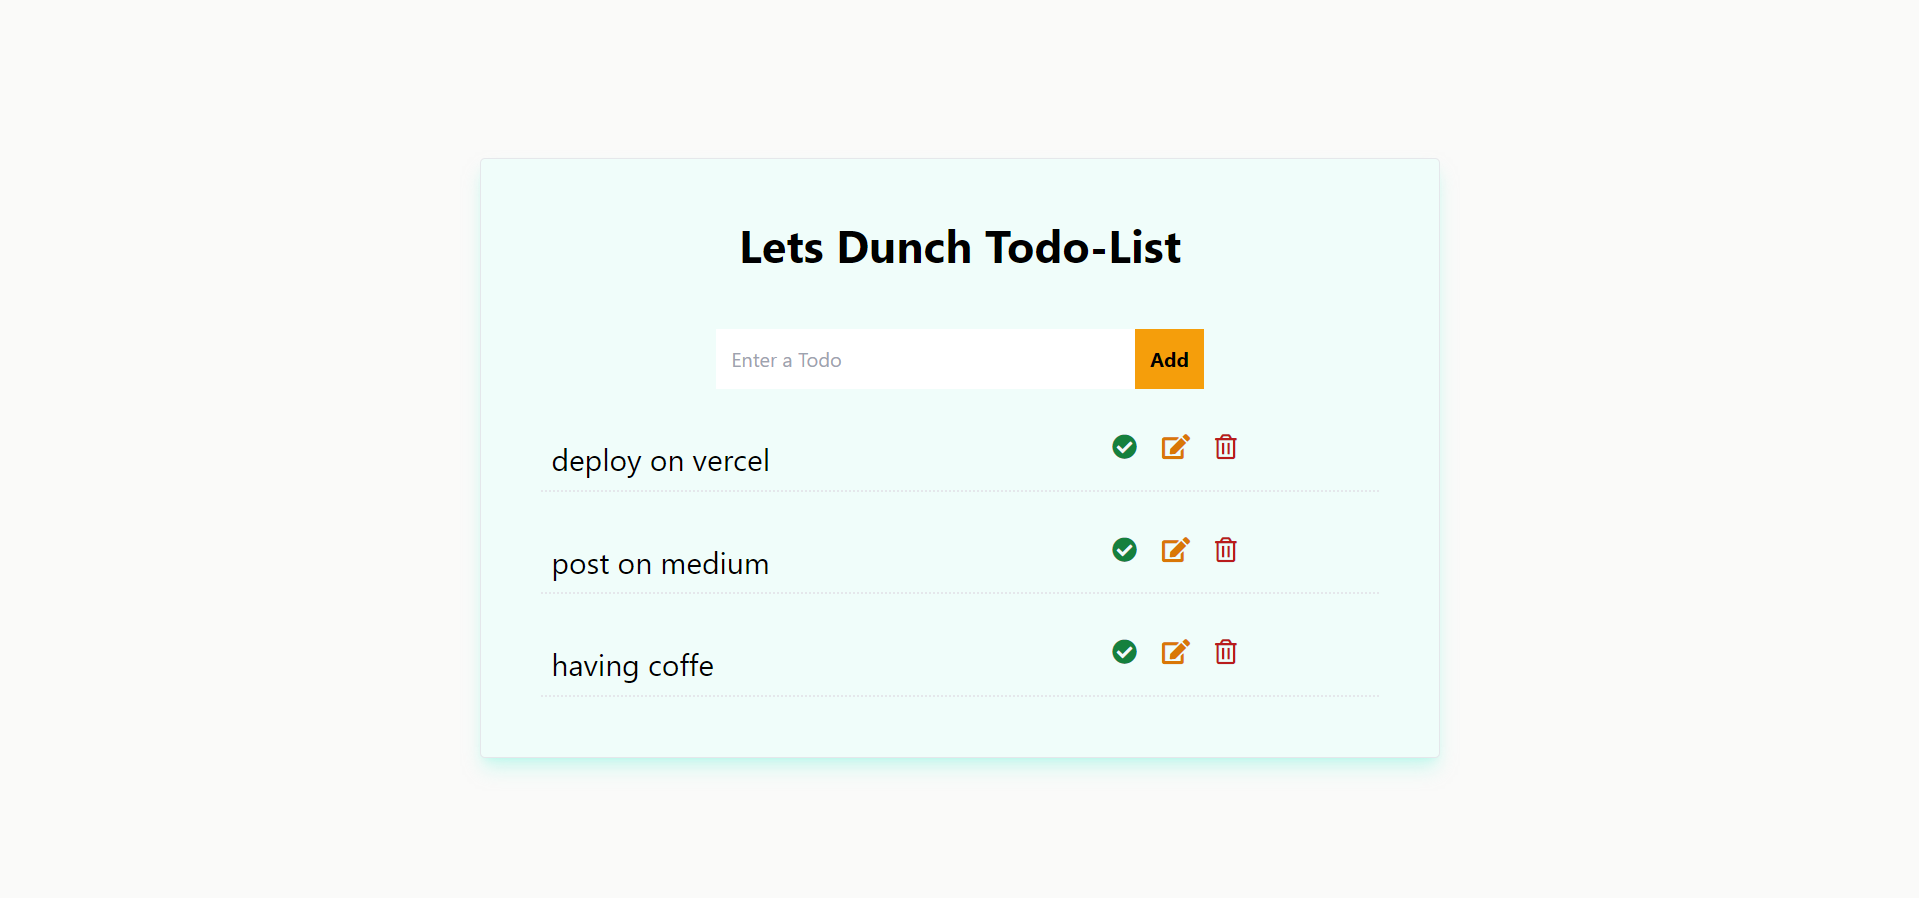 Lets Dunch Todo-List
Enter a Todo
Add
deploy on vercel
post on medium
having coffe